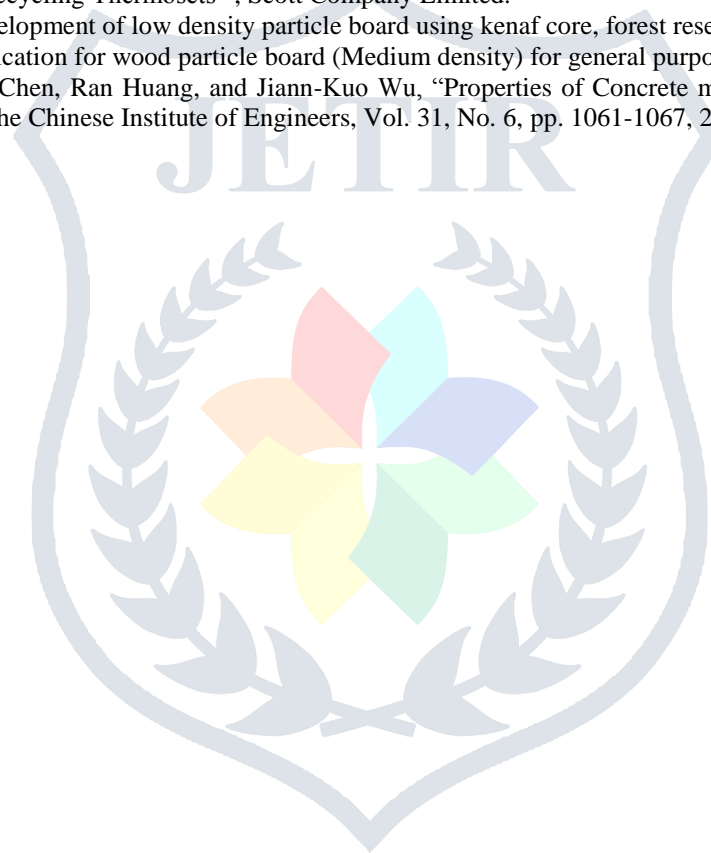 ecycling Thermosets", Scott Company Limited.
elopment of low density particle board using kenaf core, forest rese
ication for wood particle board (Medium density) for general purpo
Chen, Ran Huang, and Jiann-Kuo Wu, "Properties of Concrete m
he Chinese Institute of Engineers, Vol. 31, No. 6, pp. 1061-1067, 2
JETIR